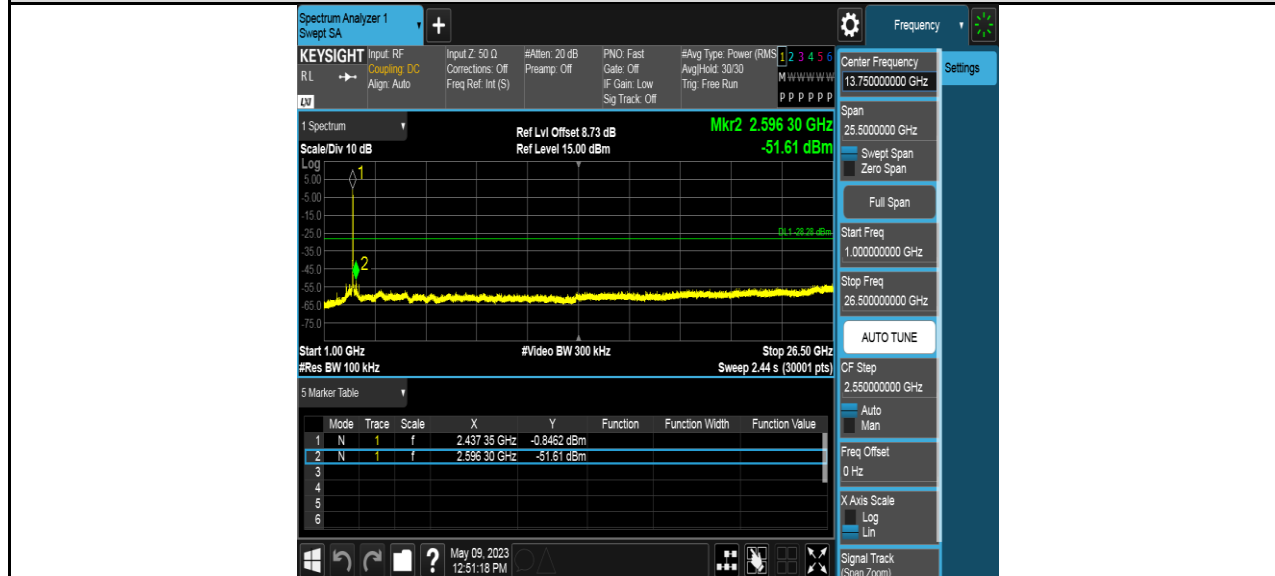 Spectrum Analyzer 1
Swept SA
+
Frequency
KEYSIGHT
RL
LXI
Input: RF
Coupling: DC
Align: Auto
Input Z: 50 Ω
Corrections: Off
Freq Ref: Int (S)
#Atten: 20 dB
Preamp: Off
PNO: Fast
Gate: Off
IF Gain: Low
Sig Track: Off
#Avg Type: Power (RMS
Avg|Hold: 30/30
Trig: Free Run
1 2 3 4 5 6
M W W W W W
P P P P P P
Settings
Center Frequency
13.750000000 GHz
Span
25.5000000 GHz
Swept Span
Zero Span
Full Span
Start Freq
1.000000000 GHz
Stop Freq
26.500000000 GHz
AUTO TUNE
CF Step
2.550000000 GHz
Auto
Man
Freq Offset
0 Hz
X Axis Scale
Log
Lin
Signal Track
(Span Zoom)
1 Spectrum
Scale/Div 10 dB
Ref Lvl Offset 8.73 dB
Ref Level 15.00 dBm
Mkr2 2.596 30 GHz
-51.61 dBm
Log
5.00
-5.00
-15.0
-25.0
-35.0
-45.0
-55.0
-65.0
-75.0
1
2
DL1 -28.28 dBm
Start 1.00 GHz
#Res BW 100 kHz
#Video BW 300 kHz
Stop 26.50 GHz
Sweep 2.44 s (30001 pts)
5 Marker Table
Mode Trace Scale X Y Function Function Width Function Value
1 N 1 f 2.437 35 GHz -0.8462 dBm
2 N 1 f 2.596 30 GHz -51.61 dBm
3
4
5
6
?
May 09, 2023
12:51:18 PM